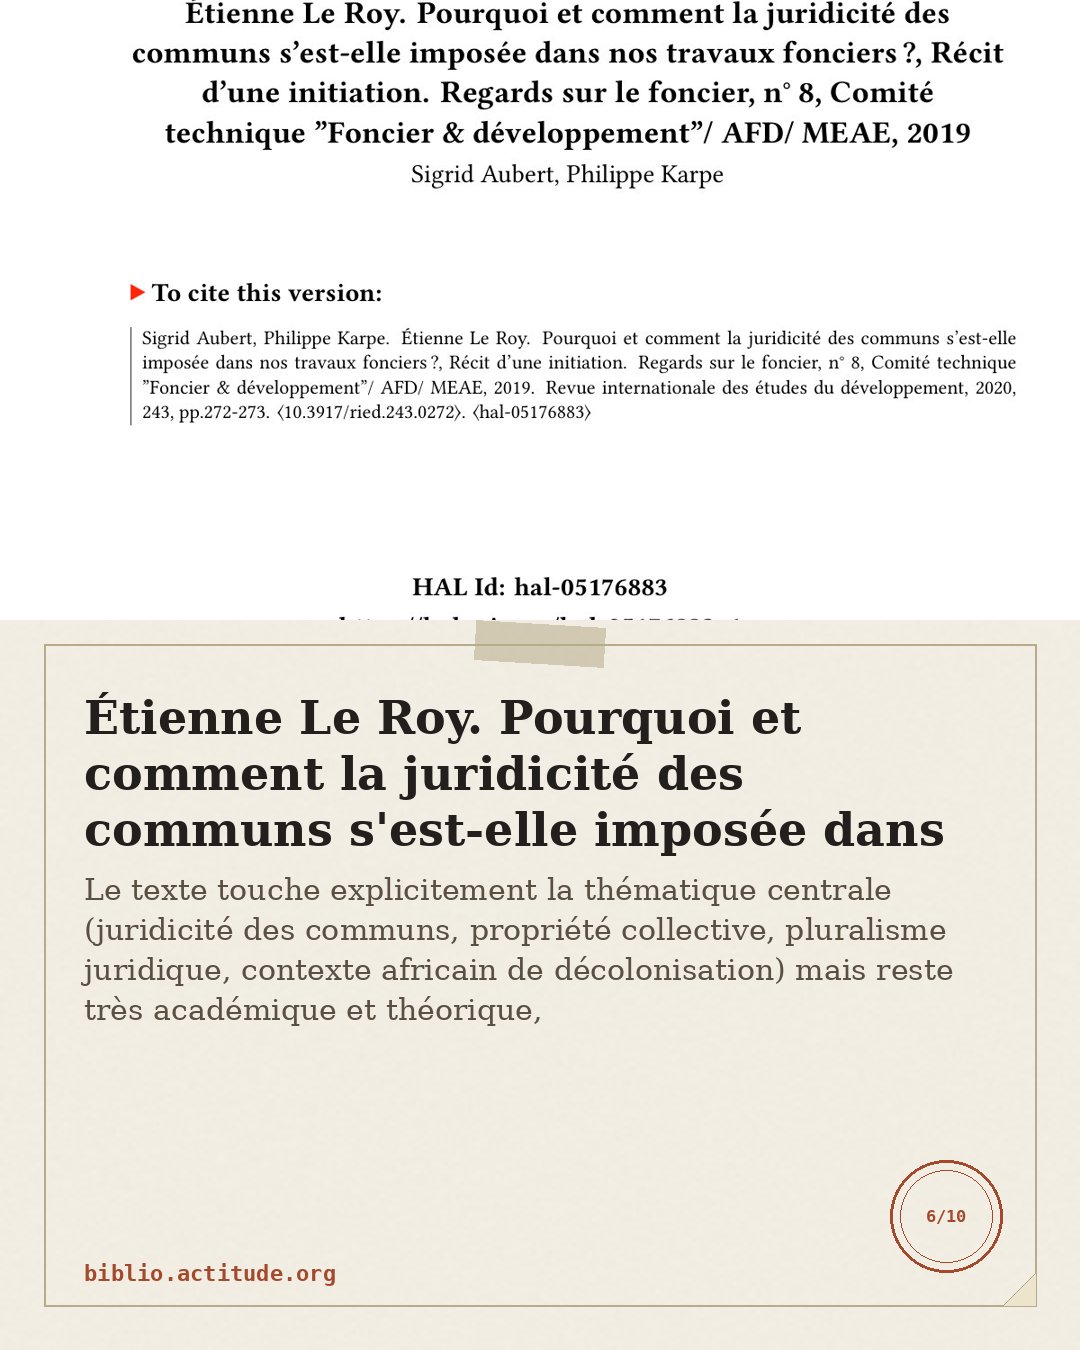 Étienne Le Roy. Pourquoi et comment la juridicité des
communs s’est-elle imposée dans nos travaux fonciers ?, Récit
d’une initiation. Regards sur le foncier, n° 8, Comité
technique ”Foncier & développement”/ AFD/ MEAE, 2019
Sigrid Aubert, Philippe Karpe
To cite this version:
Sigrid Aubert, Philippe Karpe. Étienne Le Roy. Pourquoi et comment la juridicité des communs s’est-elle
imposée dans nos travaux fonciers ?, Récit d’une initiation. Regards sur le foncier, n° 8, Comité technique
”Foncier & développement”/ AFD/ MEAE, 2019. Revue internationale des études du développement, 2020,
243, pp.272-273. ⟨10.3917/ried.243.0272⟩. ⟨hal-05176883⟩
HAL Id: hal-05176883
Étienne Le Roy. Pourquoi et
comment la juridicité des
communs s'est-elle imposée dans
Le texte touche explicitement la thématique centrale
(juridicité des communs, propriété collective, pluralisme
juridique, contexte africain de décolonisation) mais reste
très académique et théorique,
6/10
biblio.actitude.org